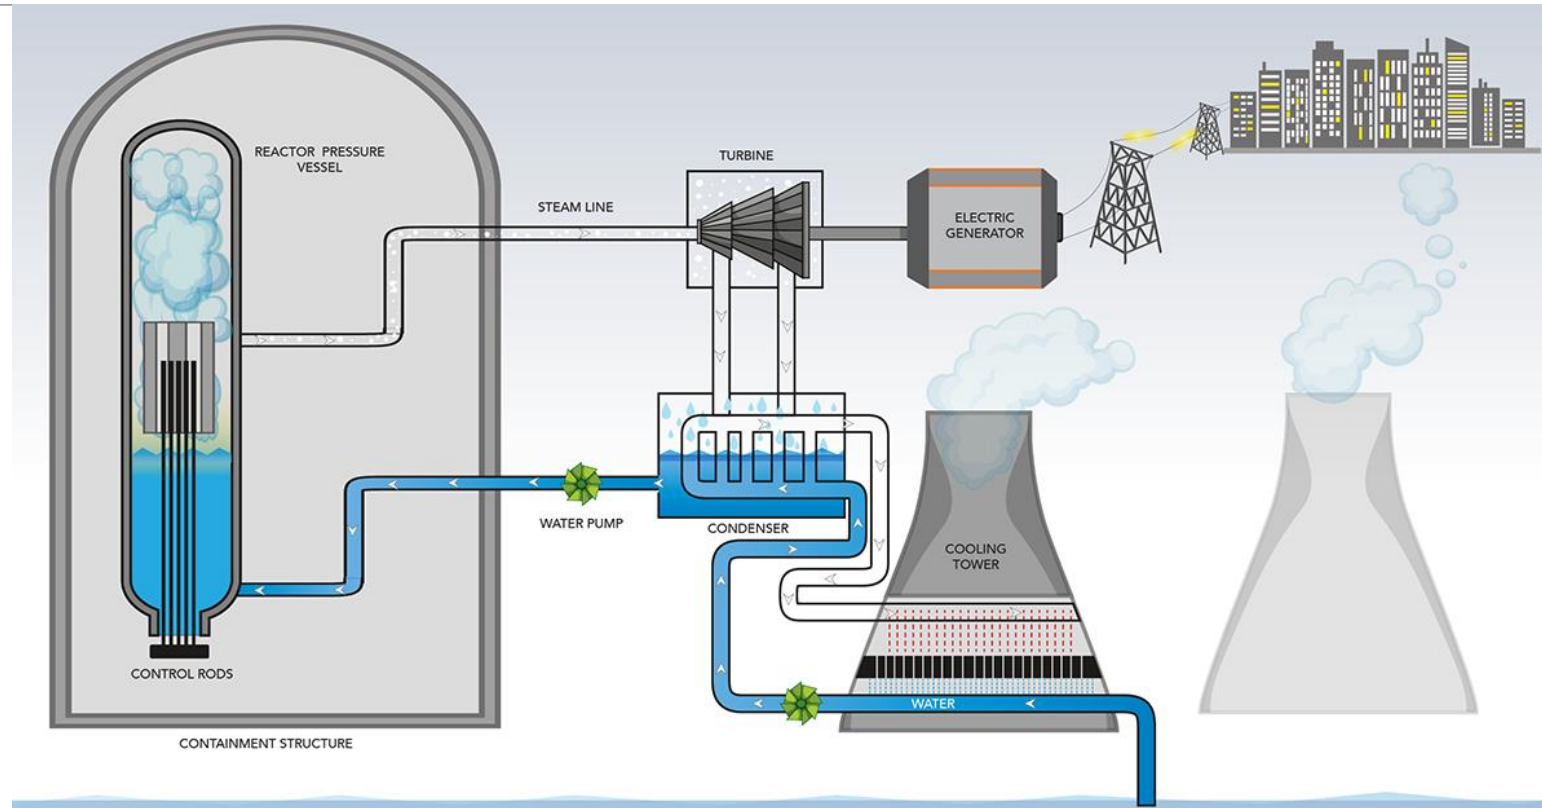 REACTOR PRESSURE
VESSEL
STEAM LINE
TURBINE
ELECTRIC
GENERATOR
WATER PUMP
CONDENSER
COOLING
TOWER
WATER
CONTROL RODS
CONTAINMENT STRUCTURE